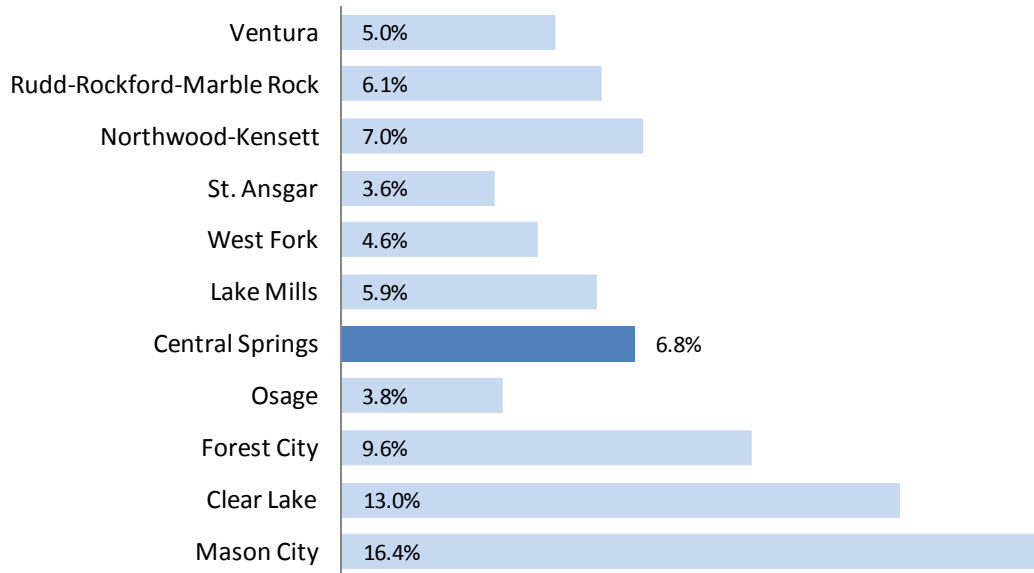 Ventura 5.0%
Rudd-Rockford-Marble Rock 6.1%
Northwood-Kensett 7.0%
St. Ansgar 3.6%
West Fork 4.6%
Lake Mills 5.9%
Central Springs 6.8%
Osage 3.8%
Forest City 9.6%
Clear Lake 13.0%
Mason City 16.4%